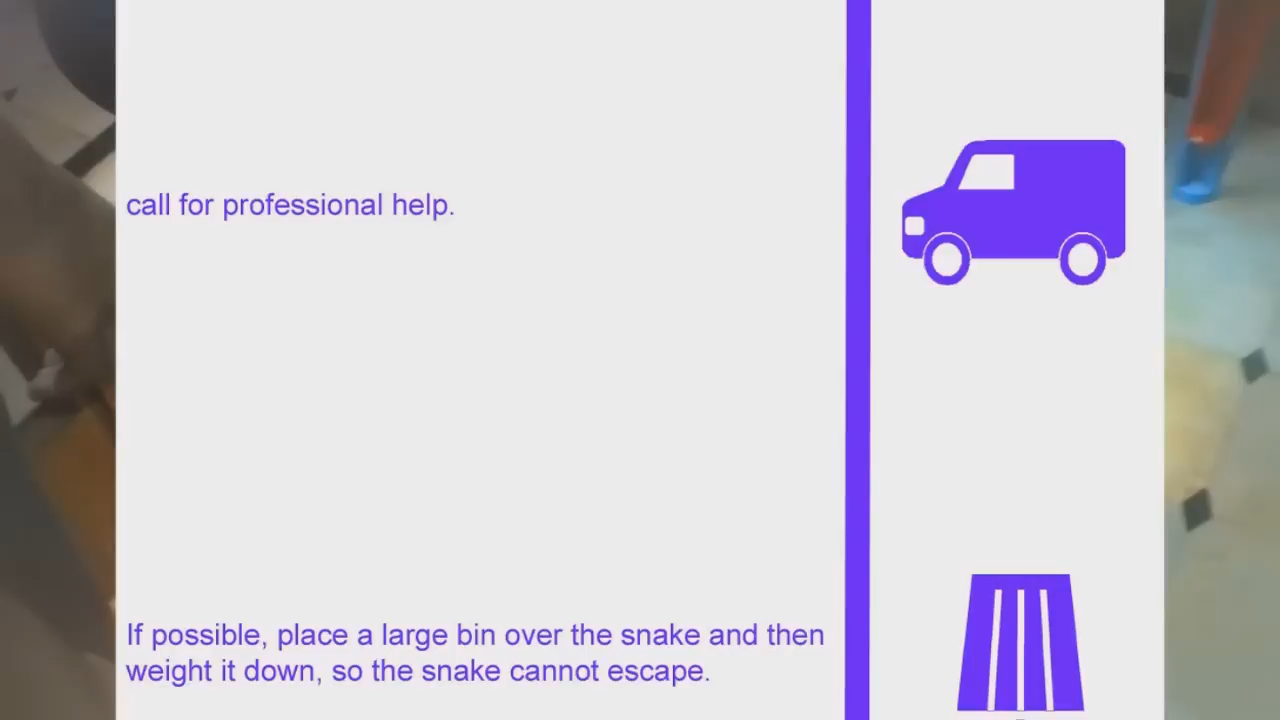 call for professional help.
If possible, place a large bin over the snake and then
weight it down, so the snake cannot escape.